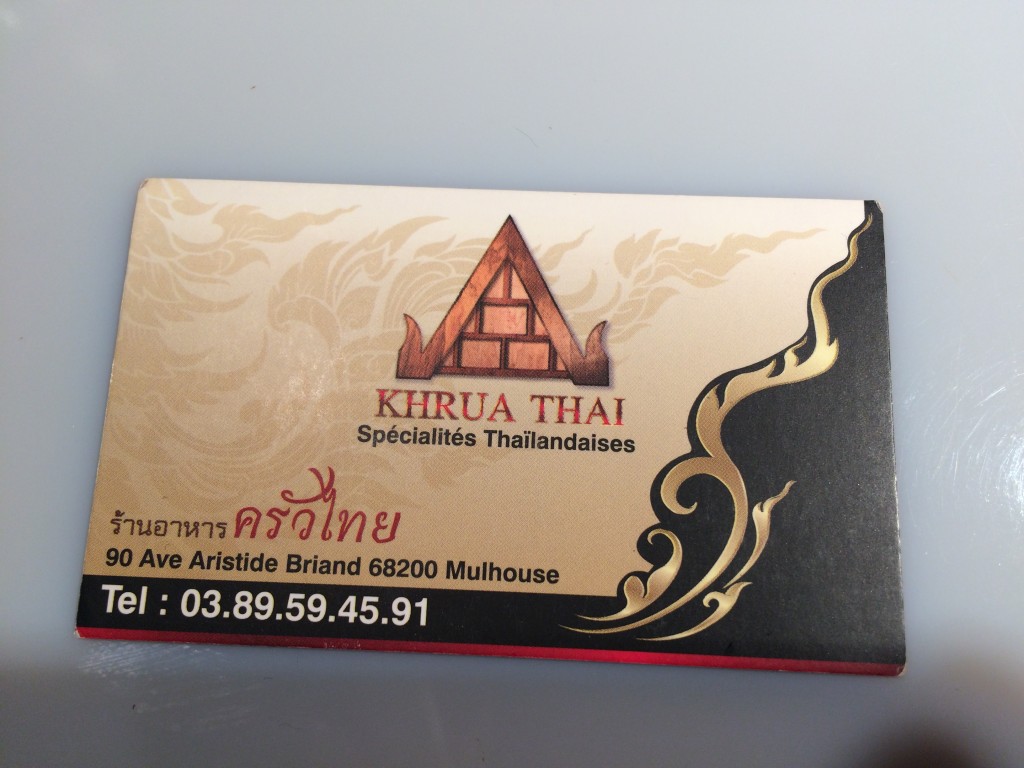 KHRUA THAI
Spécialités Thaïlandaises
ร้านอาหาร ครัวไทย
90 Ave Aristide Briand 68200 Mulhouse
Tel : 03.89.59.45.91